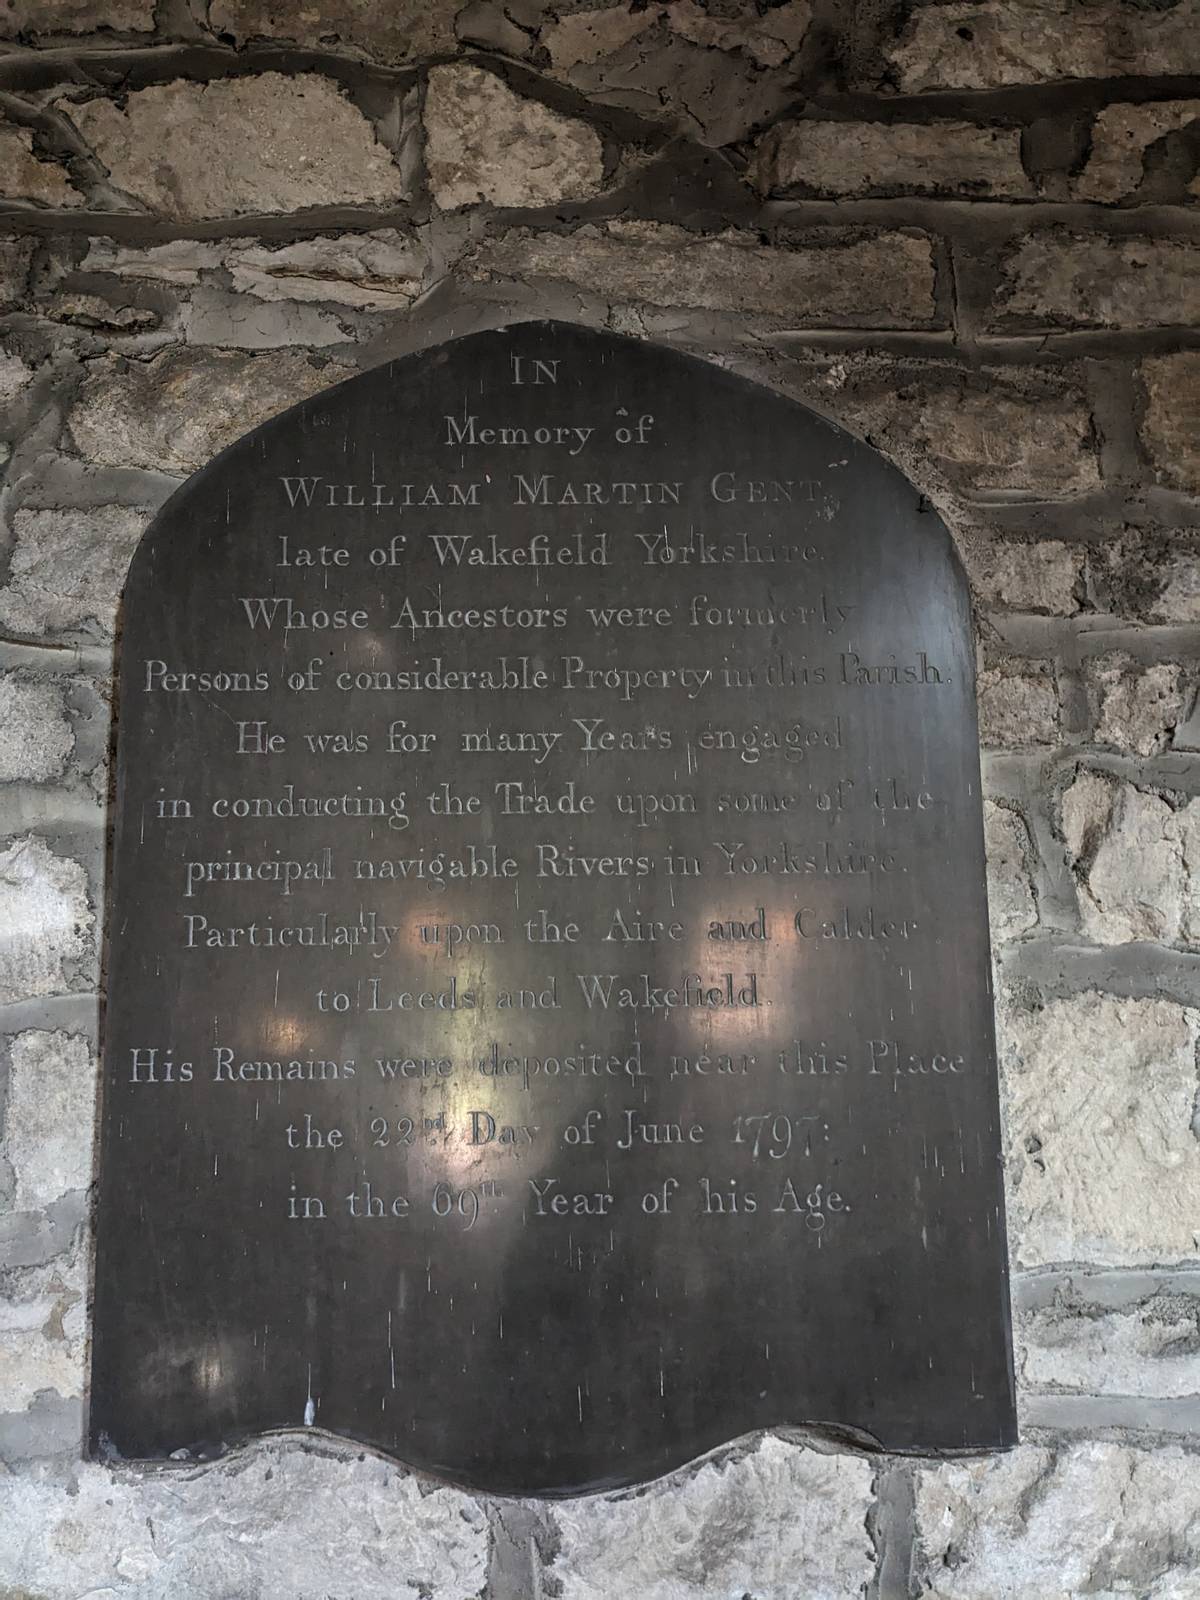 IN
Memory of
WILLIAM MARTIN GENT.
late of Wakefield Yorkshire.
Whose Ancestors were formerly
Persons of considerable Property in this Parish.
He was for many Years engaged
in conducting the Trade upon some of the
principal navigable Rivers in Yorkshire.
Particularly upon the Aire and Calder
to Leeds and Wakefield.
His Remains were deposited near this Place
the 22nd Day of June 1797:
in the 69th Year of his Age.